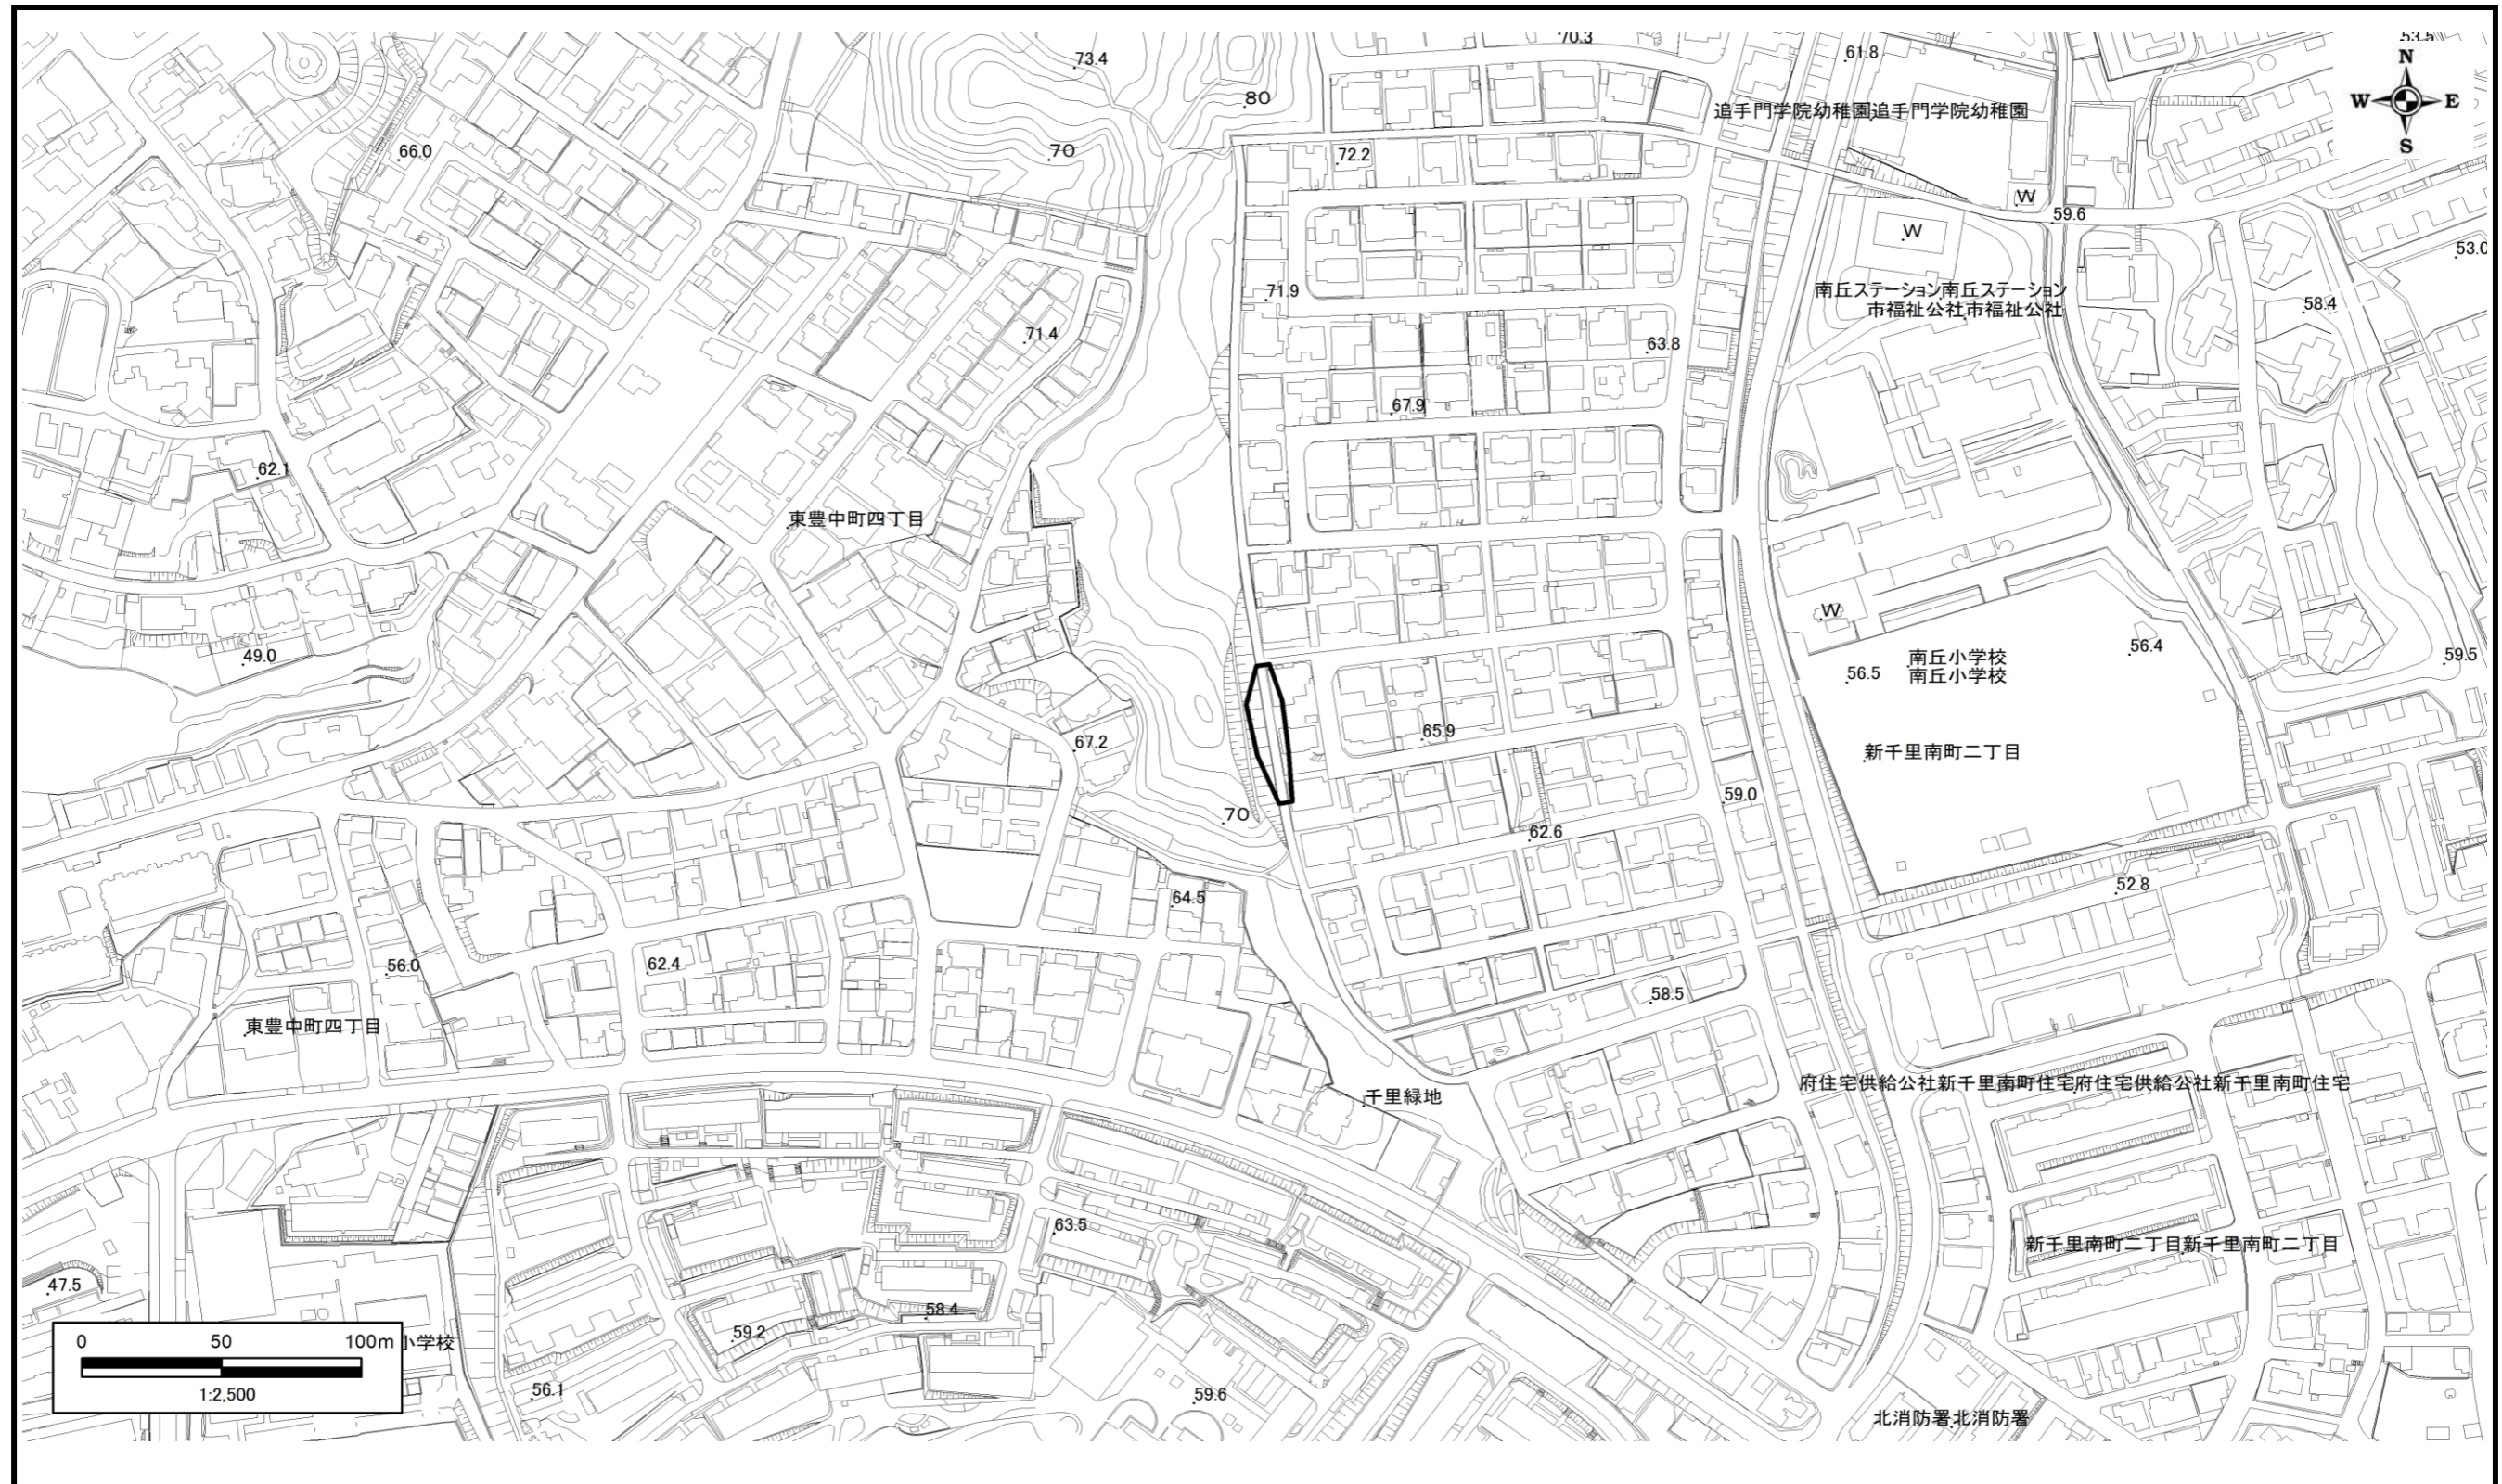 70.3
53.5
N
73.4
61.8
80
W E
追手門学院幼稚園追手門学院幼稚園
S
66.0
70
72.2
W
59.6
W
53.0
71.9
南丘ステーション南丘ステーション
市福祉公社市福祉公社
58.4
71.4
63.8
67.9
62.1
東豊中町四丁目
W
49.0
56.4
南丘小学校
南丘小学校
56.5
59.5
65.9
67.2
新千里南町二丁目
59.0
70
62.6
52.8
64.5
56.0
62.4
58.5
東豊中町四丁目
府住宅供給公社新千里南町住宅府住宅供給公社新千里南町住宅
千里緑地
63.5
新千里南町二丁目新千里南町二丁目
47.5
58.4
59.2
0 50 100m
小学校
1:2,500
56.1
59.6
北消防署北消防署